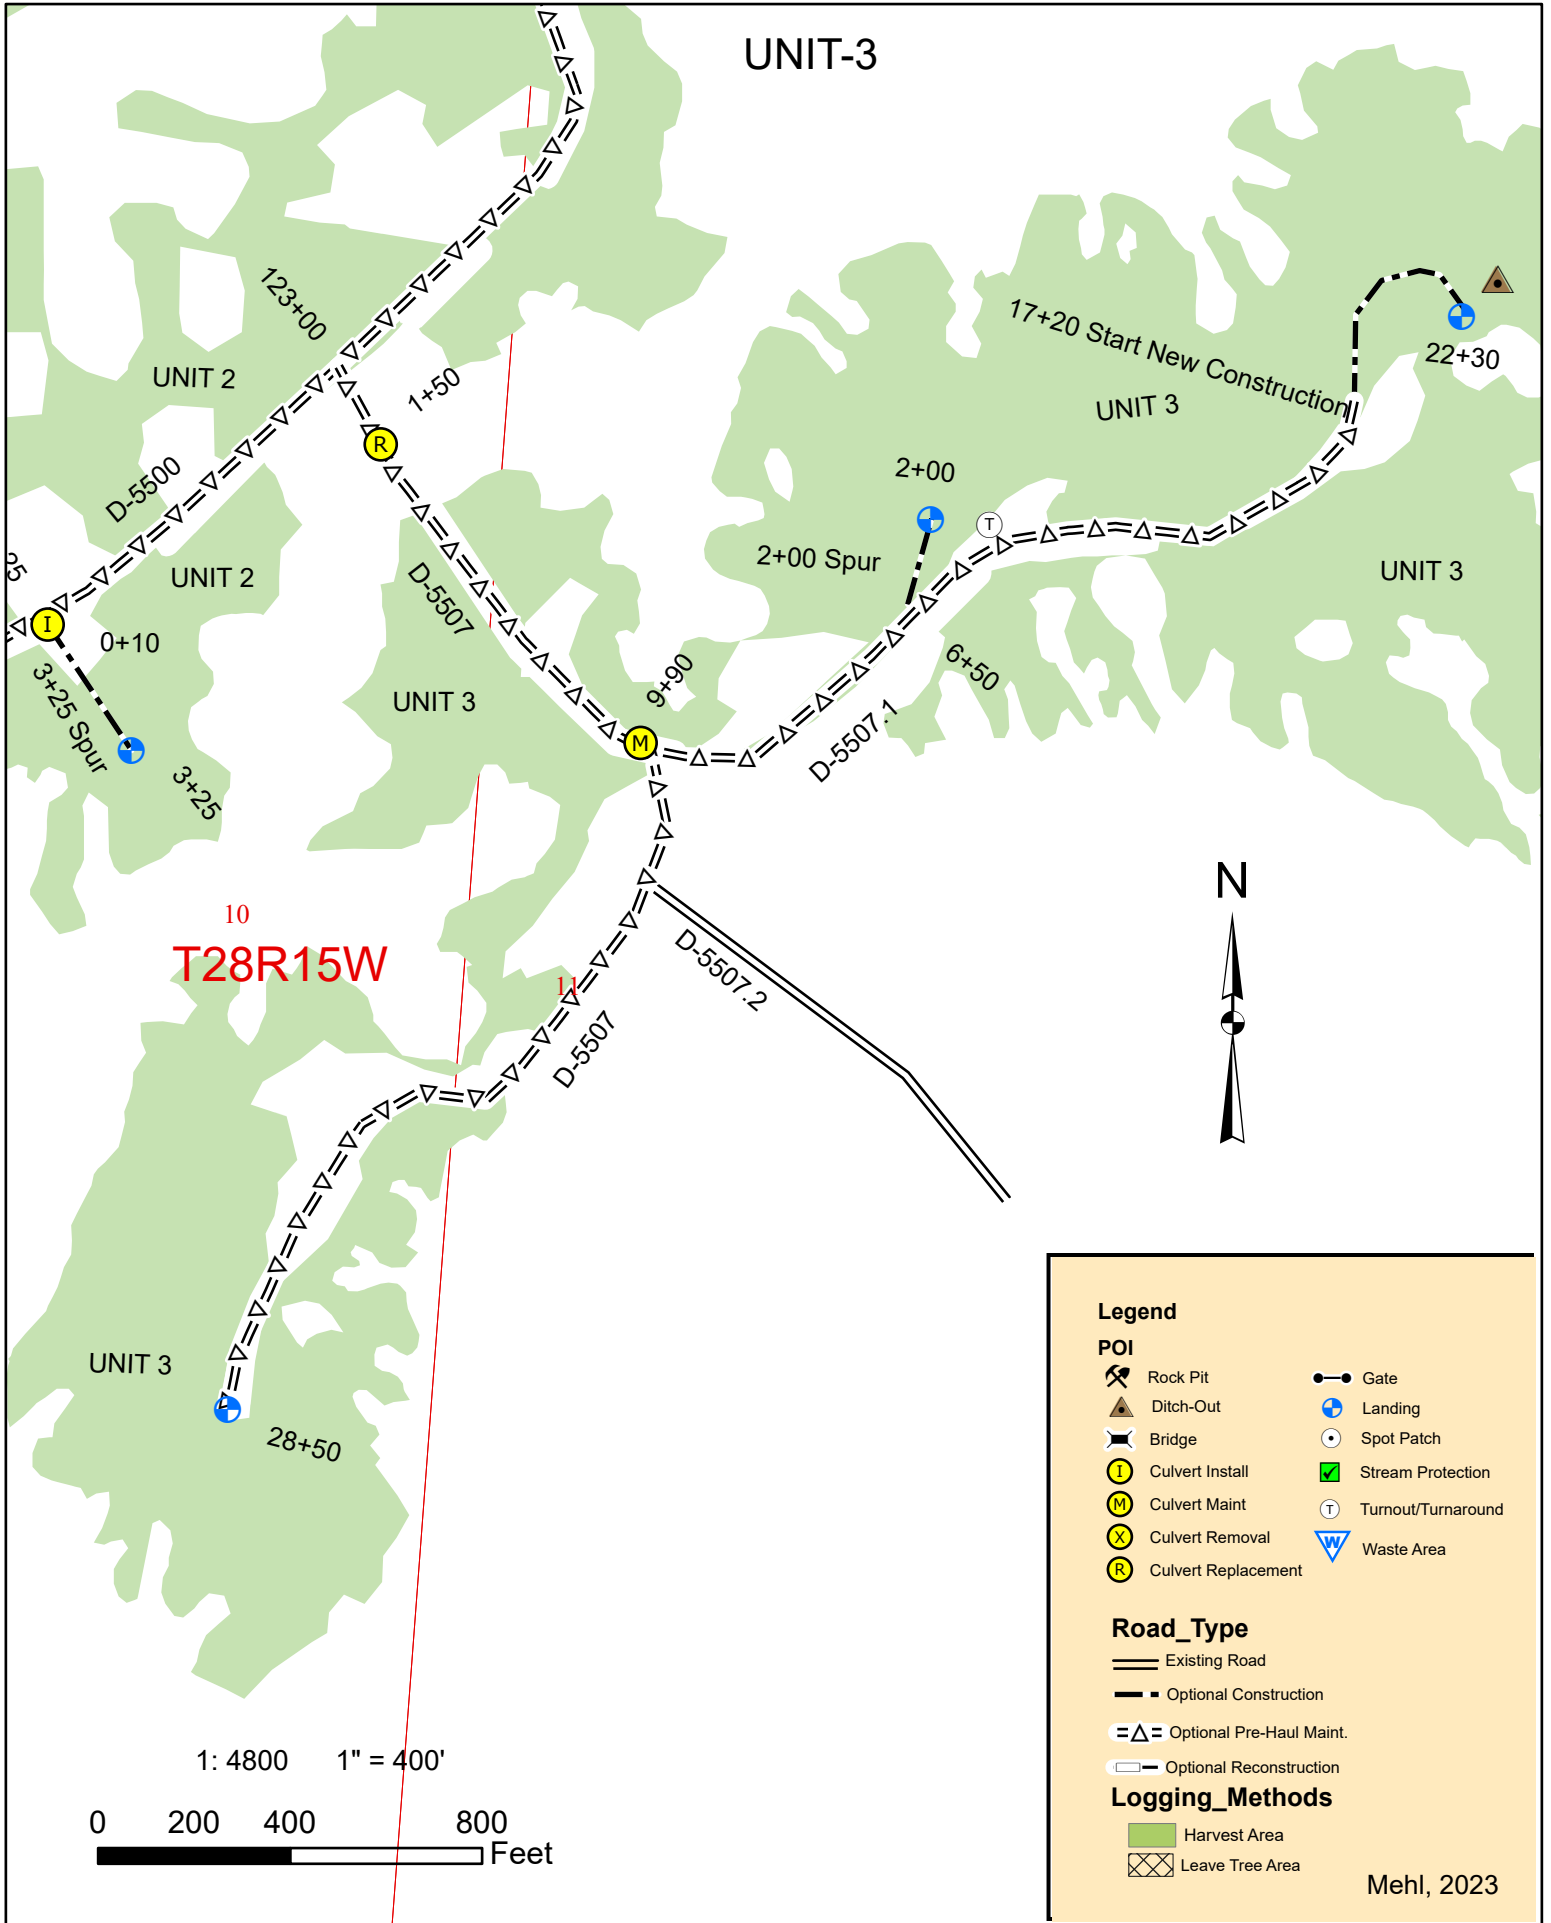 UNIT-3
123+00
17+20 Start New Construction
22+30
UNIT 2
1+50
UNIT 3
R
2+00
D-5500
T
25
UNIT 2
2+00 Spur
UNIT 3
D-5507
I
0+10
3+25 Spur
9+90
6+50
UNIT 3
M
D-5507.1
3+25
N
10
T28R15W
D-5507.2
11
D-5507
UNIT 3
28+50
1: 4800 1" = 400'
0 200 400 800
Feet
Legend
POI
Rock Pit
Gate
Ditch-Out
Landing
Bridge
Spot Patch
I Culvert Install
Stream Protection
M Culvert Maint
T Turnout/Turnaround
X Culvert Removal
W Waste Area
R Culvert Replacement
Road_Type
Existing Road
Optional Construction
Optional Pre-Haul Maint.
Optional Reconstruction
Logging_Methods
Harvest Area
Leave Tree Area
Mehl, 2023